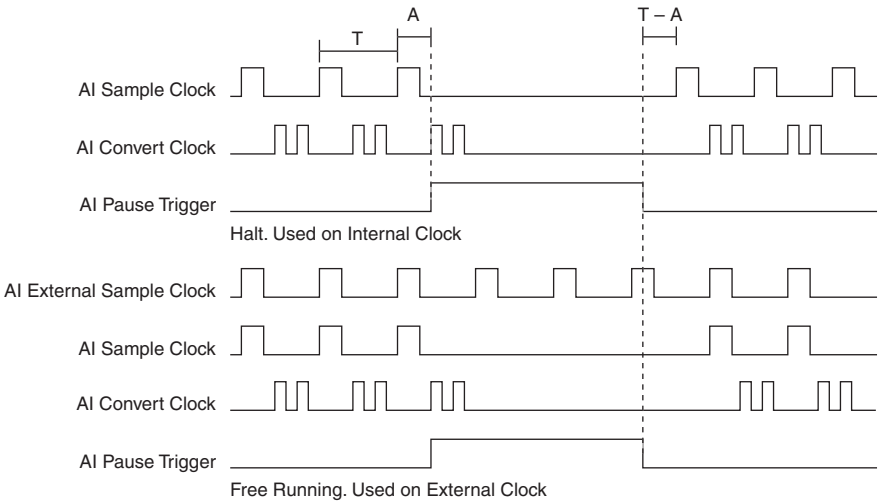 A
T – A
T
AI Sample Clock
AI Convert Clock
AI Pause Trigger
Halt. Used on Internal Clock
AI External Sample Clock
AI Sample Clock
AI Convert Clock
AI Pause Trigger
Free Running. Used on External Clock